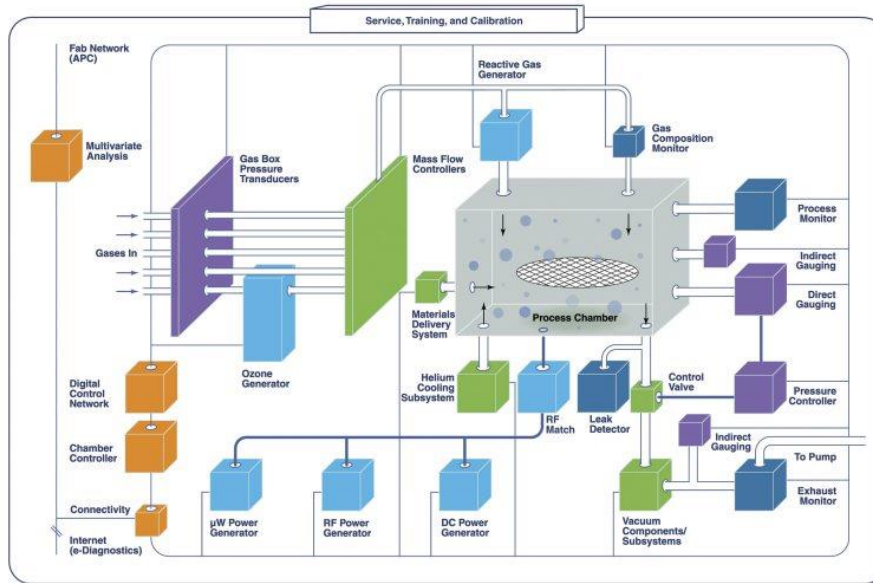 Service, Training, and Calibration
Fab Network
(APC)
Reactive Gas
Generator
Multivariate
Analysis
Gas Box
Pressure
Transducers
Mass Flow
Controllers
Gas
Composition
Monitor
Process
Monitor
Gases In
Indirect
Gauging
Direct
Gauging
Materials
Delivery
System
Process Chamber
Ozone
Generator
Digital
Control
Network
Helium
Cooling
Subsystem
RF
Match
Leak
Detector
Control
Valve
Pressure
Controller
Chamber
Controller
Indirect
Gauging
To Pump
Connectivity
Internet
(e-Diagnostics)
µW Power
Generator
RF Power
Generator
DC Power
Generator
Vacuum
Components/
Subsystems
Exhaust
Monitor